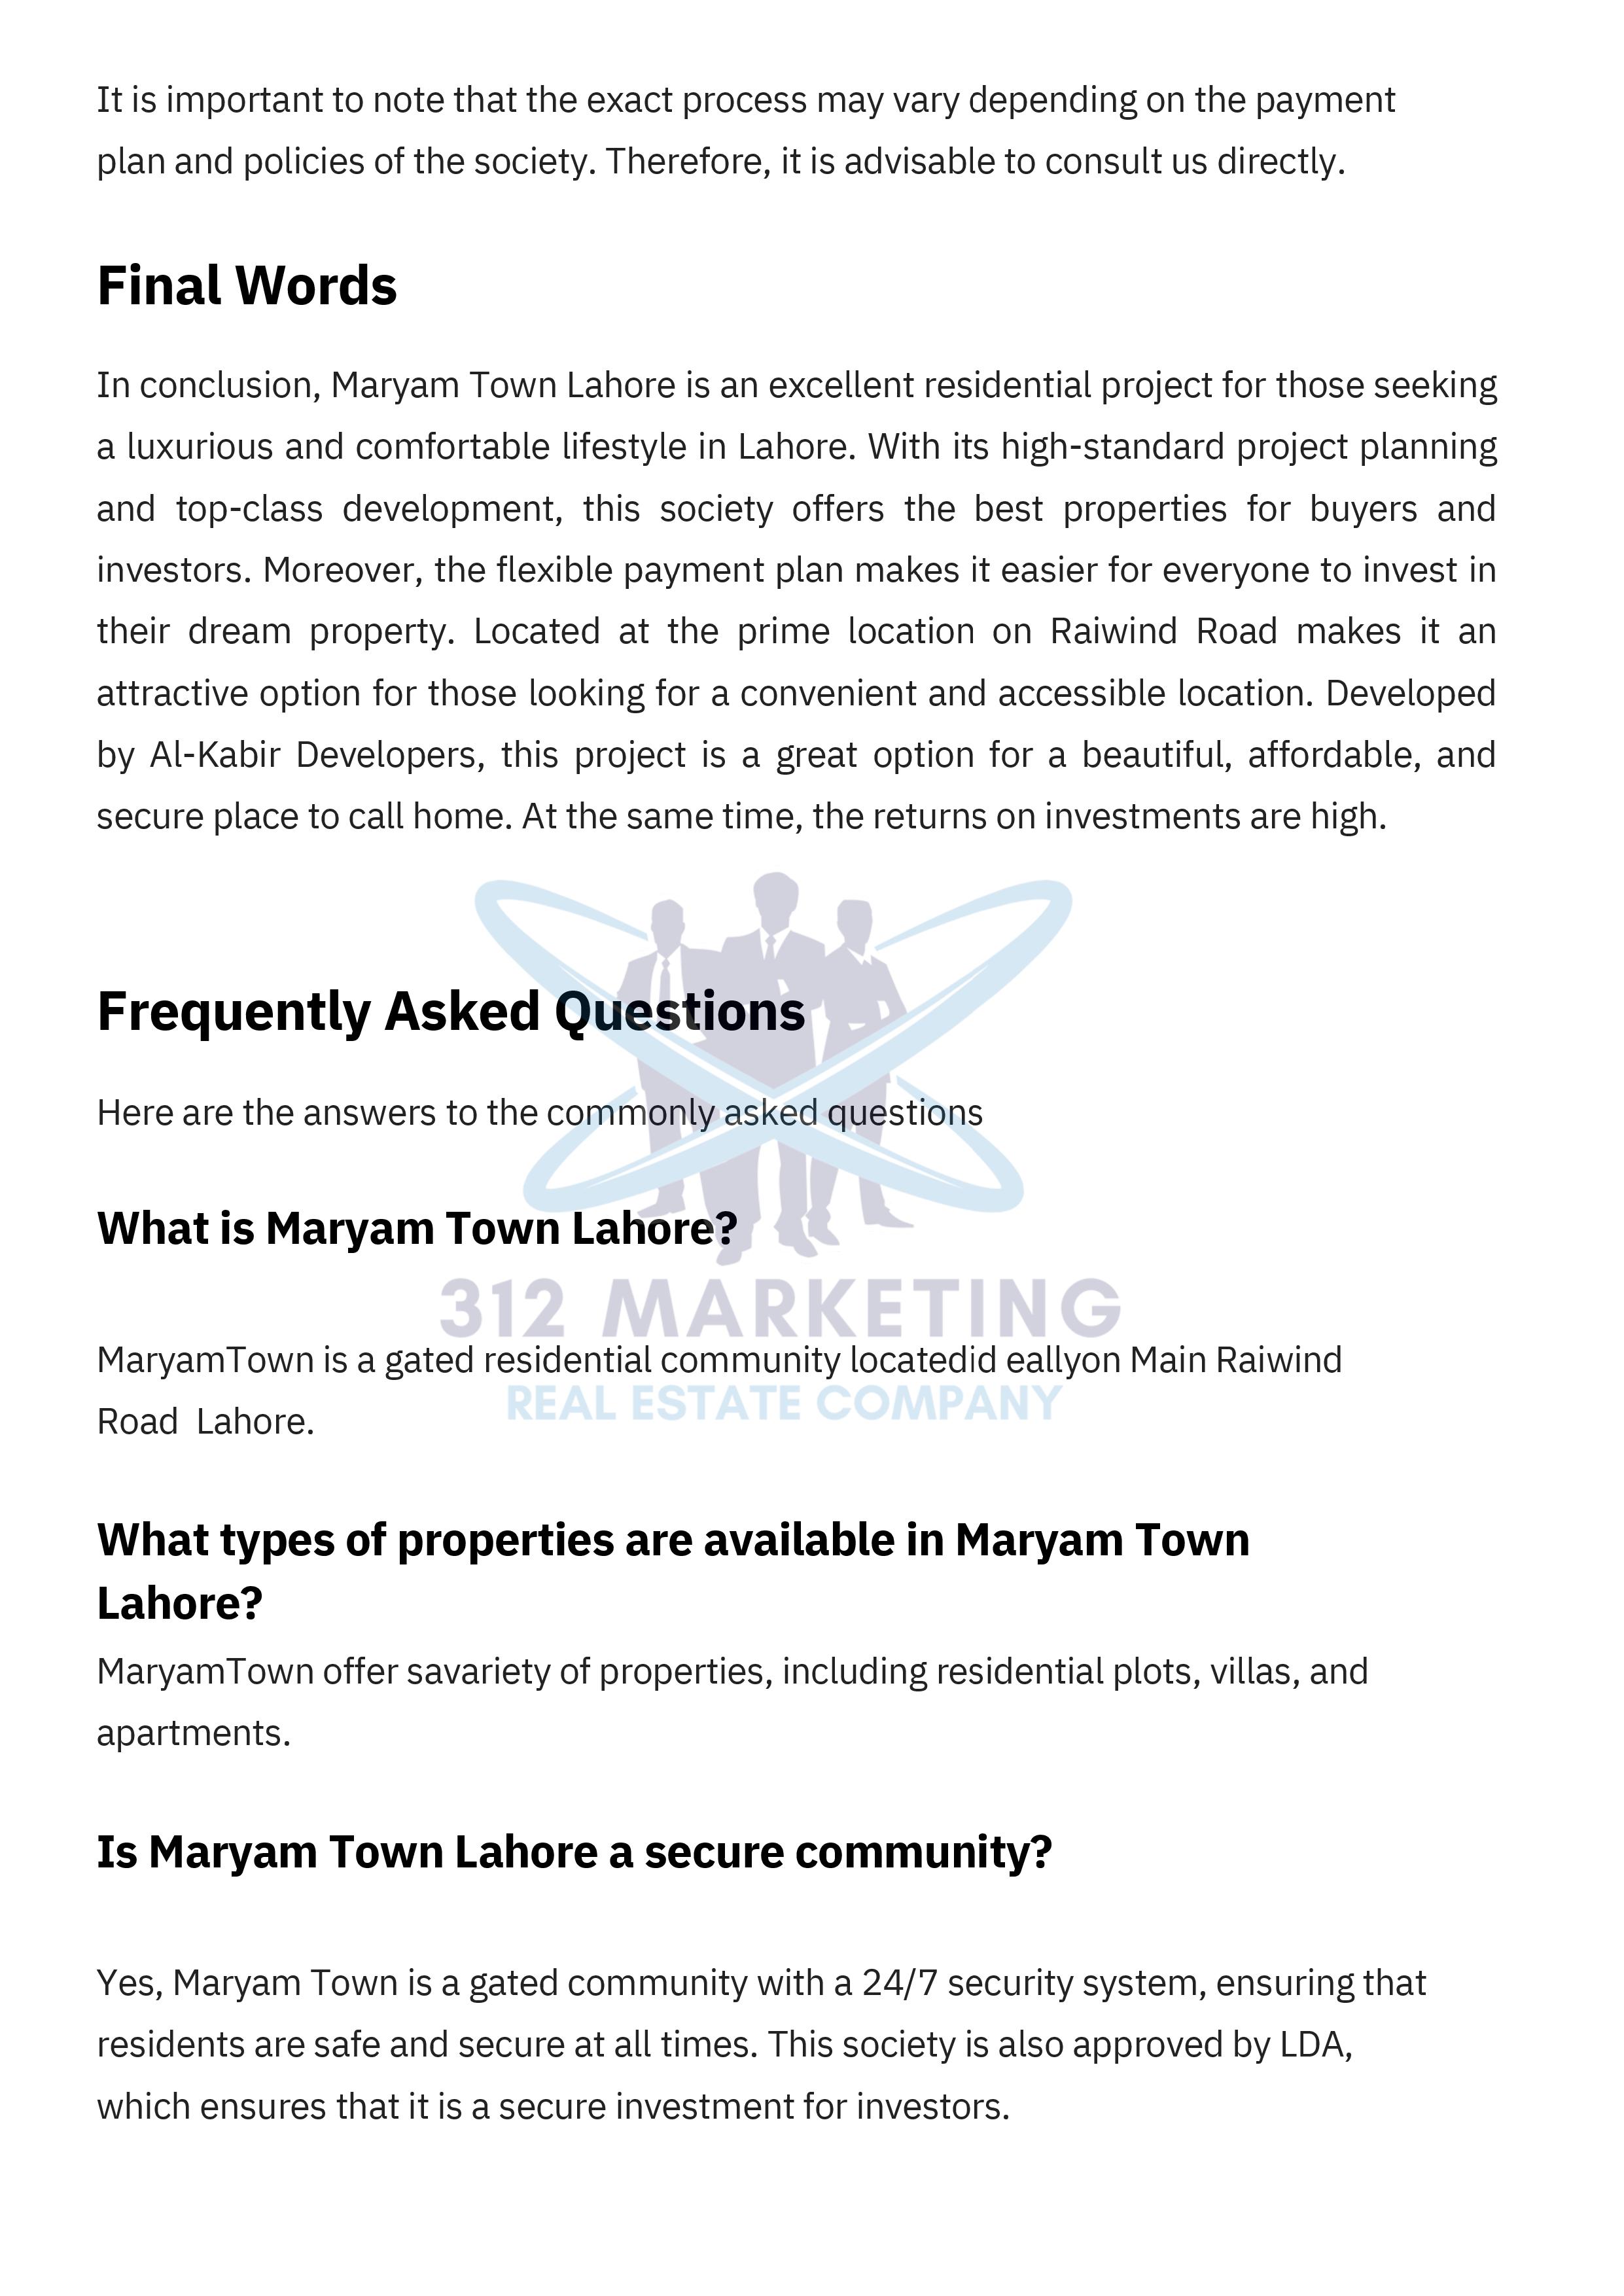 It is important to note that the exact process may vary depending on the payment
plan and policies of the society. Therefore, it is advisable to consult us directly.
Final Words
In conclusion, Maryam Town Lahore is an excellent residential project for those seeking
a luxurious and comfortable lifestyle in Lahore. With its high-standard project planning
and top-class development, this society offers the best properties for buyers and
investors. Moreover, the flexible payment plan makes it easier for everyone to invest in
their dream property. Located at the prime location on Raiwind Road makes it an
attractive option for those looking for a convenient and accessible location. Developed
by Al-Kabir Developers, this project is a great option for a beautiful, affordable, and
secure place to call home. At the same time, the returns on investments are high.
Frequently Asked Questions
Here are the answers to the commonly asked questions
What is Maryam Town Lahore?
312 MARKETING
MaryamTown is a gated residential community locatedid eallyon Main Raiwind
REAL ESTATE COMPANY
Road Lahore.
What types of properties are available in Maryam Town
Lahore?
MaryamTown offer savariety of properties, including residential plots, villas, and
apartments.
Is Maryam Town Lahore a secure community?
Yes, Maryam Town is a gated community with a 24/7 security system, ensuring that
residents are safe and secure at all times. This society is also approved by LDA,
which ensures that it is a secure investment for investors.